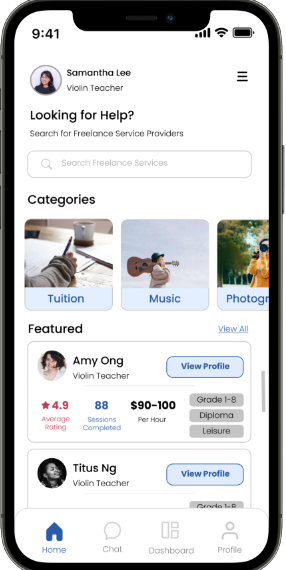 9:41
Samantha Lee
Violin Teacher
Looking for Help?
Search for Freelance Service Providers
Search Freelance Services
Categories
Tuition
Music
Photogr
Featured
View All
Amy Ong
Violin Teacher
View Profile
4.9
Average
Rating
88
Sessions
Completed
$90-100
Per Hour
Grade 1-8
Diploma
Leisure
Titus Ng
Violin Teacher
View Profile
Grade 1-8
Home
Chat
Dashboard
Profile